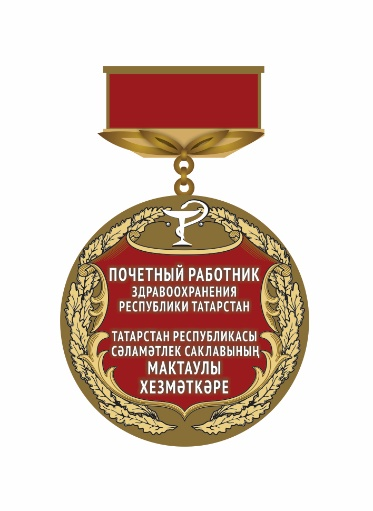 ПОЧЕТНЫЙ РАБОТНИК
ЗДРАВООХРАНЕНИЯ
РЕСПУБЛИКИ ТАТАРСТАН
ТАТАРСТАН РЕСПУБЛИКАСЫ
СӘЛАМӘТЛЕК САКЛАВЫНЫҢ
МАКТАУЛЫ
ХЕЗМӘТКӘРЕ